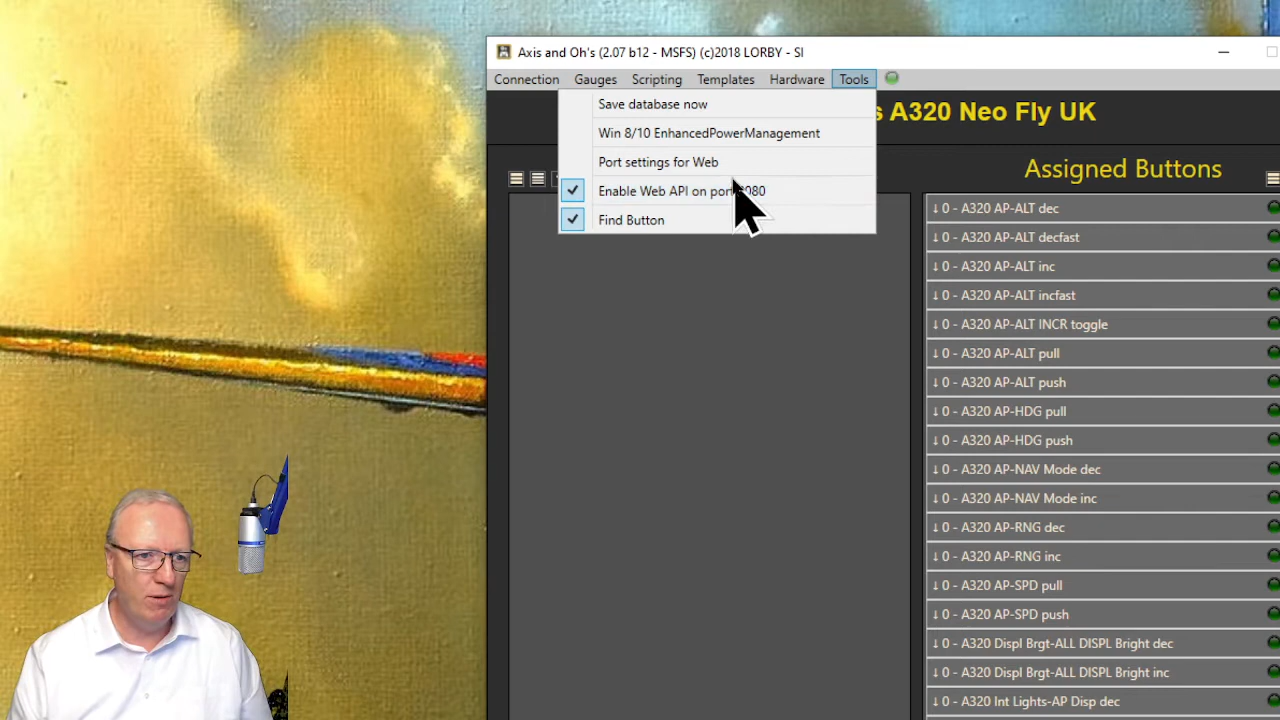 Axis and Oh's (2.07 b12 - MSFS) (c)2018 LORBY - SI
Connection Gauges Scripting Templates Hardware Tools
Save database now
Win 8/10 EnhancedPowerManagement
Port settings for Web
Enable Web API on
Find Button
A320 Neo Fly UK
Assigned Buttons
↓ 0 - A320 AP-ALT dec
↓ 0 - A320 AP-ALT decfast
↓ 0 - A320 AP-ALT inc
↓ 0 - A320 AP-ALT incfast
↓ 0 - A320 AP-ALT INCR toggle
↓ 0 - A320 AP-ALT pull
↓ 0 - A320 AP-ALT push
↓ 0 - A320 AP-HDG pull
↓ 0 - A320 AP-HDG push
↓ 0 - A320 AP-NAV Mode dec
↓ 0 - A320 AP-NAV Mode inc
↓ 0 - A320 AP-RNG dec
↓ 0 - A320 AP-RNG inc
↓ 0 - A320 AP-SPD pull
↓ 0 - A320 AP-SPD push
↓ 0 - A320 Displ Brgt-ALL DISPL Bright dec
↓ 0 - A320 Displ Brgt-ALL DISPL Bright inc
↓ 0 - A320 Int Lights-AP Disp dec